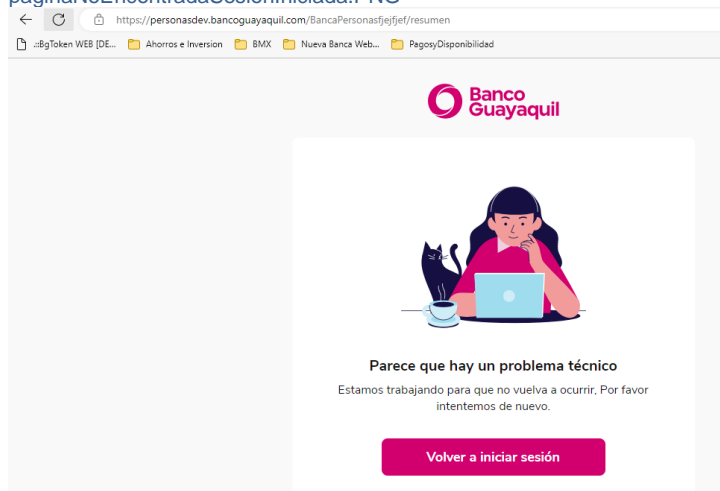 paginaNoEncontradaSesionIniciada.PNG
https://personasdev.bancoguayaquil.com/BancaPersonasfjejfjef/resumen
.::BgToken WEB [DE... Ahorros e Inversion BMX Nueva Banca Web... PagosyDisponibilidad
Banco
Guayaquil
Parece que hay un problema técnico
Estamos trabajando para que no vuelva a ocurrir, Por favor
intentemos de nuevo.
Volver a iniciar sesión